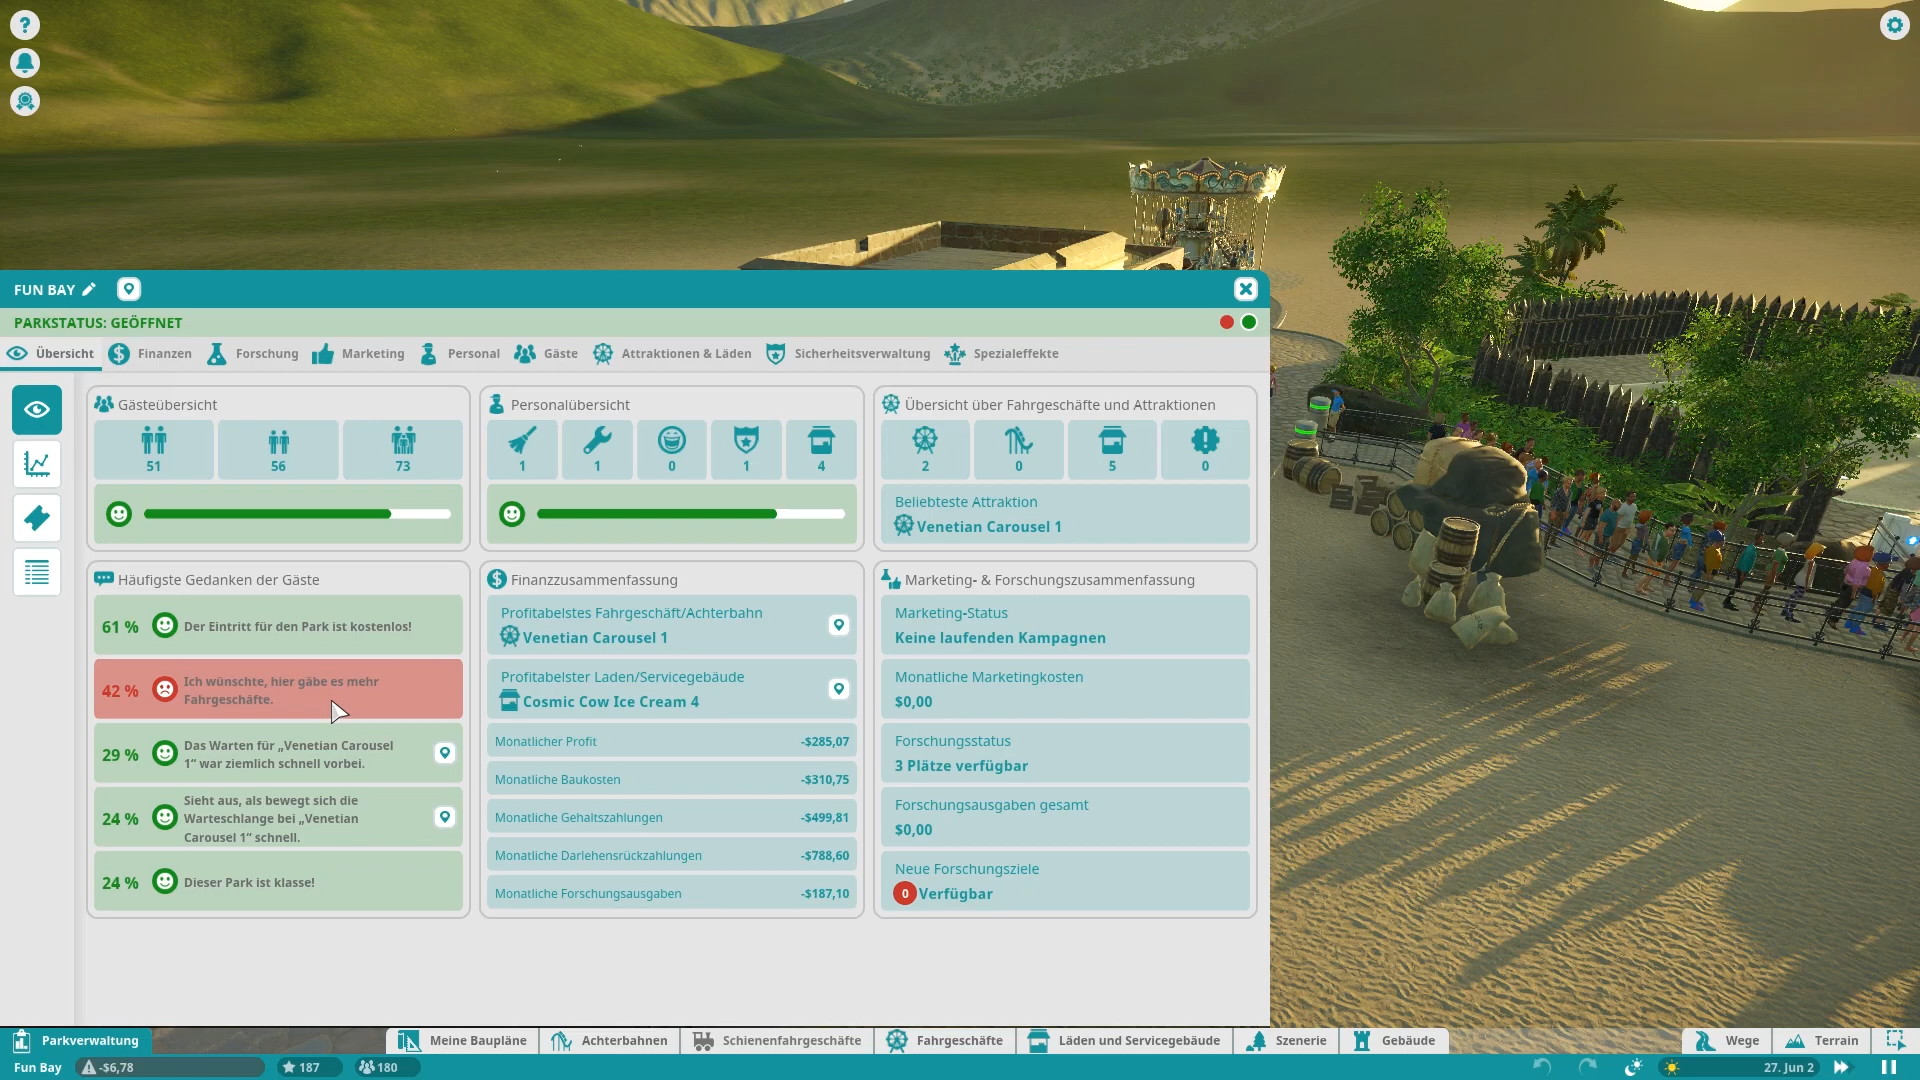 ?
FUN BAY
PARKSTATUS: GEÖFFNET
Übersicht
Finanzen
Forschung
Marketing
Personal
Gäste
Attraktionen & Läden
Sicherheitsverwaltung
Spezialeffekte
Gästeübersicht
51
56
73
Personalübersicht
1
1
0
1
4
Übersicht über Fahrgeschäfte und Attraktionen
2
0
5
0
Beliebteste Attraktion
Venetian Carousel 1
Häufigste Gedanken der Gäste
61 %
Der Eintritt für den Park ist kostenlos!
42 %
Ich wünschte, hier gäbe es mehr
Fahrgeschäfte.
29 %
Das Warten für „Venetian Carousel
1“ war ziemlich schnell vorbei.
24 %
Sieht aus, als bewegt sich die
Warteschlange bei „Venetian
Carousel 1“ schnell.
24 %
Dieser Park ist klasse!
Finanzzusammenfassung
Profitabelstes Fahrgeschäft/Achterbahn
Venetian Carousel 1
Profitabelster Laden/Servicegebäude
Cosmic Cow Ice Cream 4
Monatlicher Profit -$285,07
Monatliche Baukosten -$310,75
Monatliche Gehaltszahlungen -$499,81
Monatliche Darlehensrückzahlungen -$788,60
Monatliche Forschungsausgaben -$187,10
Marketing- & Forschungszusammenfassung
Marketing-Status
Keine laufenden Kampagnen
Monatliche Marketingkosten
$0,00
Forschungsstatus
3 Plätze verfügbar
Forschungsausgaben gesamt
$0,00
Neue Forschungsziele
0 Verfügbar
Parkverwaltung
Meine Baupläne
Achterbahnen
Schienenfahrgeschäfte
Fahrgeschäfte
Läden und Servicegebäude
Szenerie
Gebäude
Wege
Terrain
Fun Bay
-$6,78
187
180
27. Jun 2